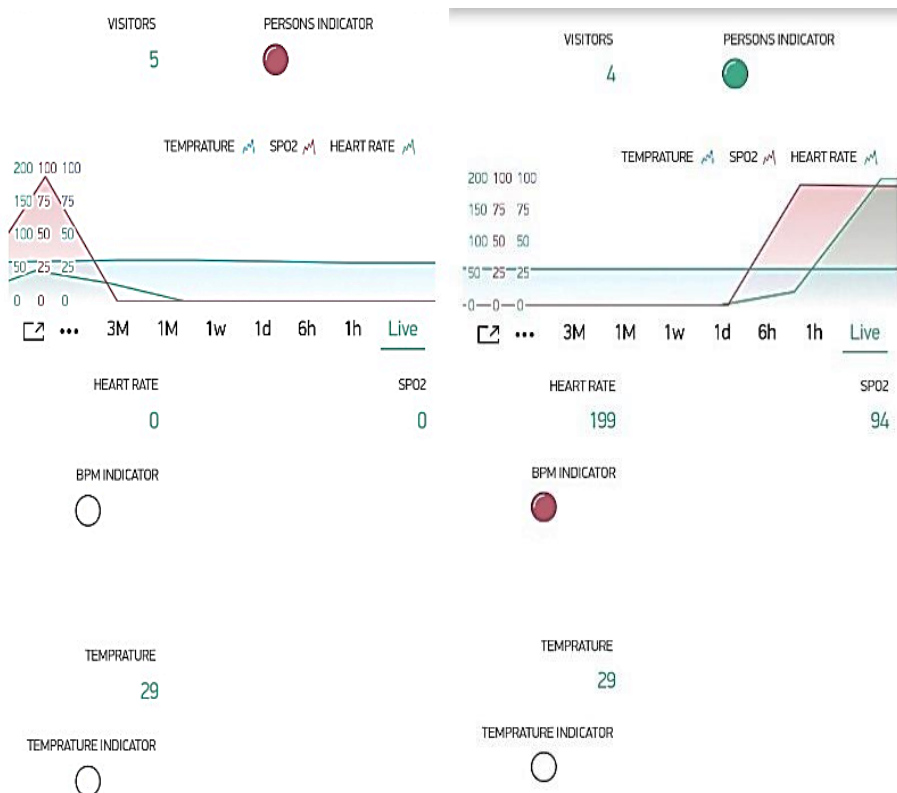 VISITORS PERSONS INDICATOR
5
TEMPRATURE SPO2 HEART RATE
200 100 100
150 75 75
100 50 50
50 25 25
0 0 0
... 3M 1M 1w 1d 6h 1h Live
HEART RATE SPO2
0 0
BPM INDICATOR
TEMPRATURE
29
TEMPRATURE INDICATOR
VISITORS PERSONS INDICATOR
4
TEMPRATURE SPO2 HEART RATE
200 100 100
150 75 75
100 50 50
50 25 25
0 0 0
... 3M 1M 1w 1d 6h 1h Live
HEART RATE SPO2
199 94
BPM INDICATOR
TEMPRATURE
29
TEMPRATURE INDICATOR